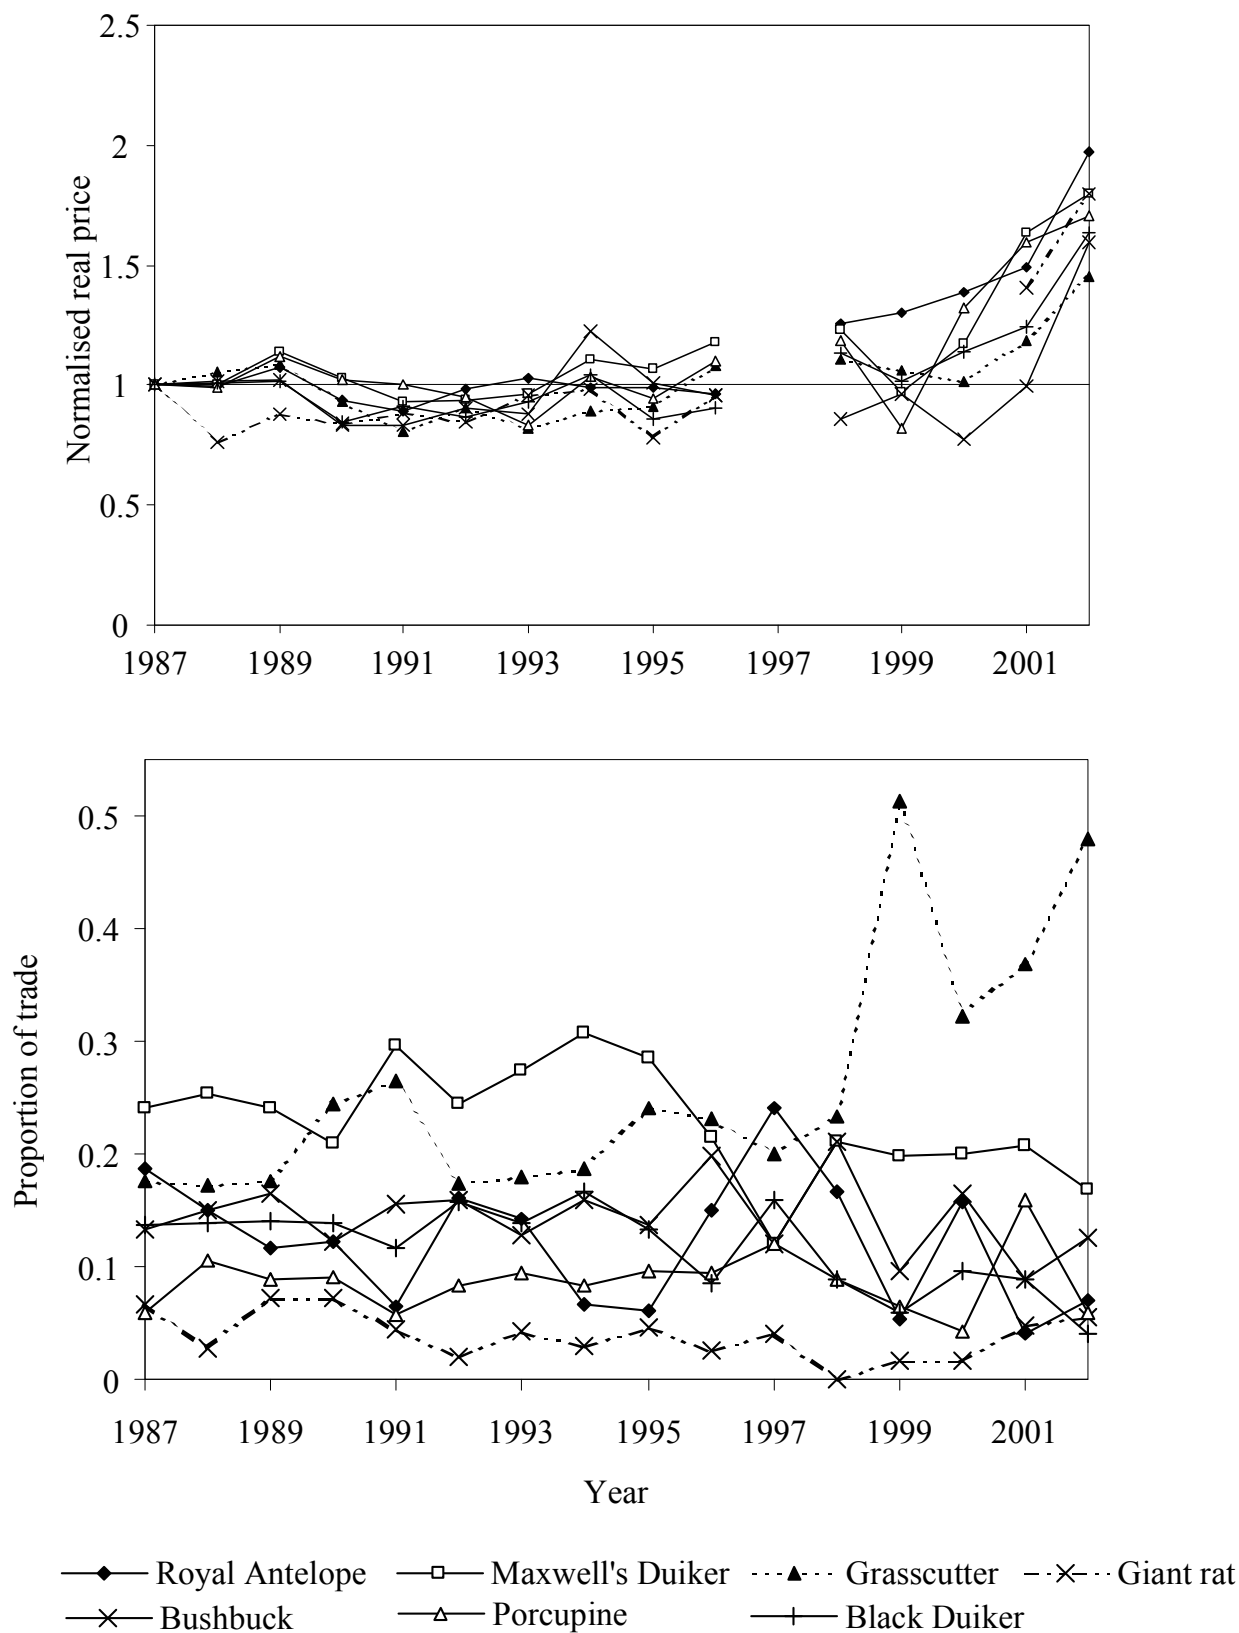 2.5
2
1.5
1
0.5
0
Normalised real price
1987 1989 1991 1993 1995 1997 1999 2001
0.5
0.4
0.3
0.2
0.1
0
Proportion of trade
1987 1989 1991 1993 1995 1997 1999 2001
Year
Royal Antelope Maxwell's Duiker Grasscutter Giant rat
Bushbuck Porcupine Black Duiker